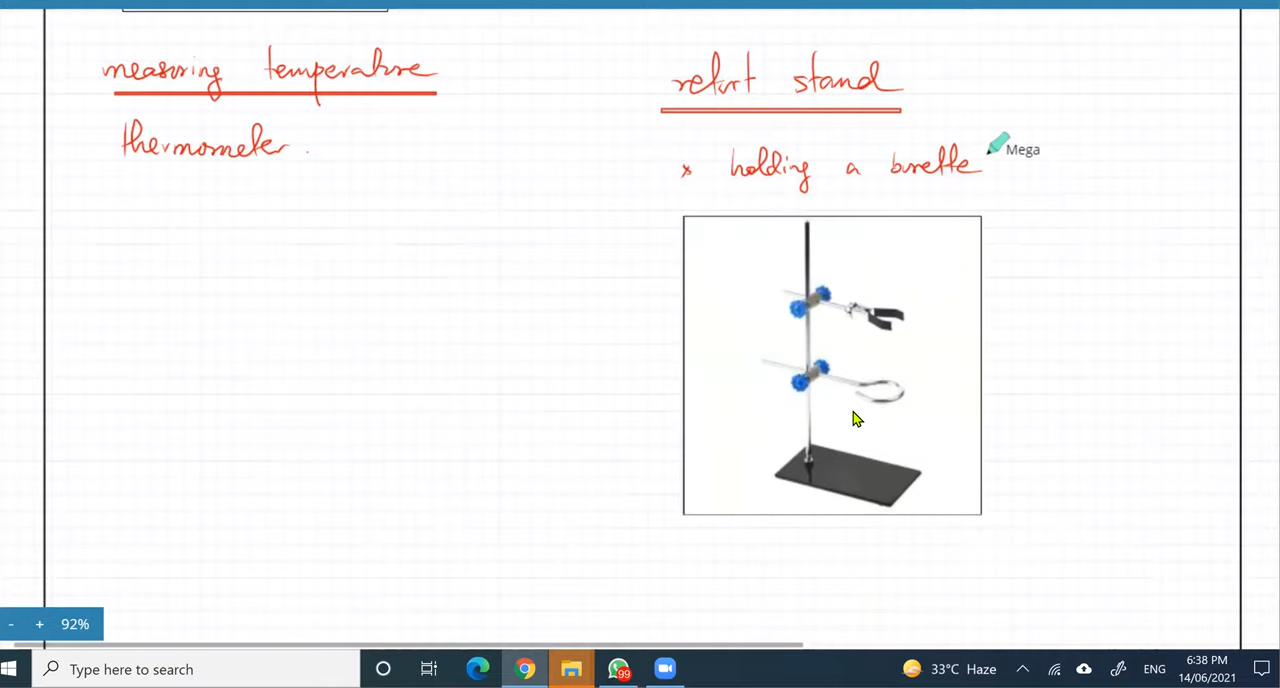 measuring temperature
thermometer.
retort stand
* holding a burette
Mega
- + 92%
Type here to search
99
33°C Haze
ENG
6:38 PM
14/06/2021